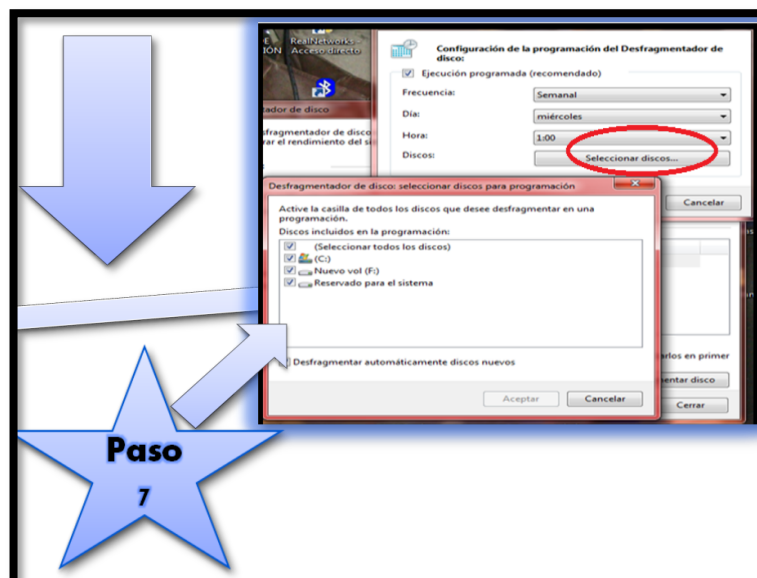 RealNetworks -
IÓN Acceso directo
tador de disco
sfragmentador de disco
rar el rendimiento del si
Configuración de la programación del Desfragmentador de
disco:
Ejecución programada (recomendado)
Frecuencia: Semanal
Día: miércoles
Hora: 1:00
Discos: Seleccionar discos...
Cancelar
Desfragmentador de disco: seleccionar discos para programación
Active la casilla de todos los discos que desee desfragmentar en una
programación.
Discos incluidos en la programación:
(Seleccionar todos los discos)
(C:)
Nuevo vol (F:)
Reservado para el sistema
Desfragmentar automáticamente discos nuevos
Aceptar Cancelar
arlos en primer
entar disco
Cerrar
Paso
7